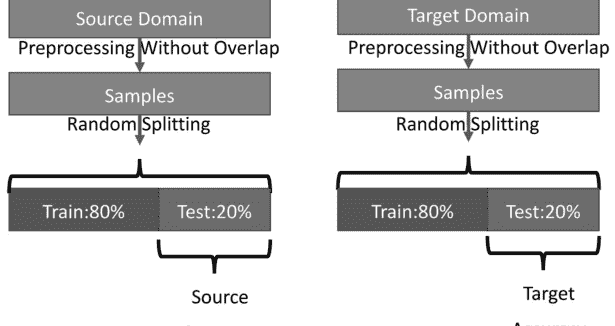 Source Domain
Preprocessing Without Overlap
Samples
Random Splitting
Train:80%
Test:20%
Source
Target Domain
Preprocessing Without Overlap
Samples
Random Splitting
Train:80%
Test:20%
Target